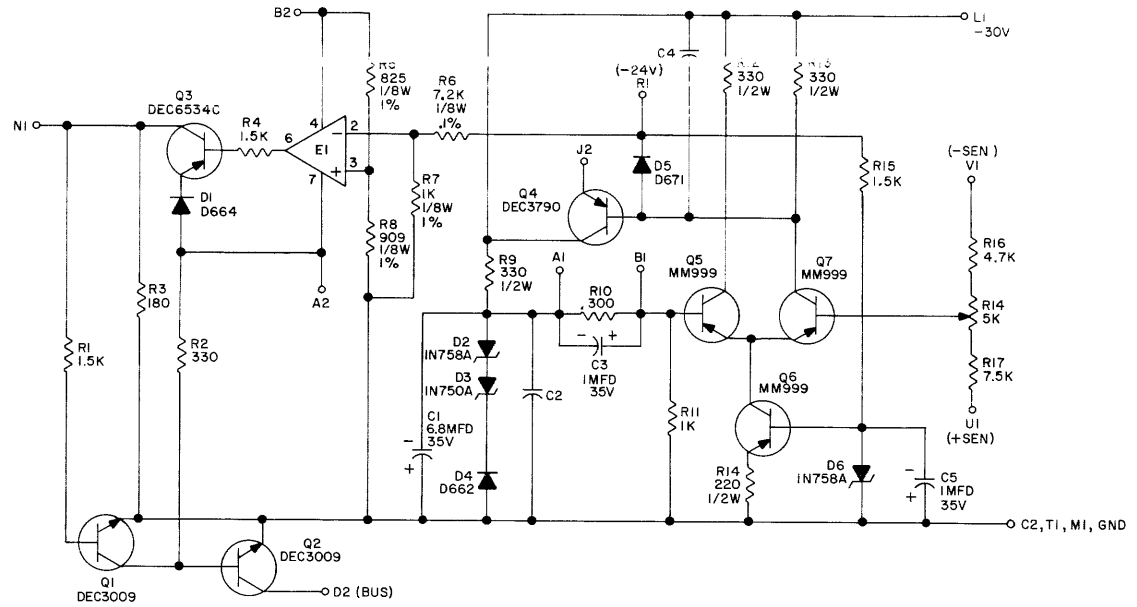 B2
L1
-30V
C4
330
1/2W
330
1/2W
(-24V)
R1
825
1/8W
1%
R6
7.2K
1/8W
.1%
Q3
DEC6534C
N1
R4
1.5K
6
4
2
E1
3
7
J2
D5
D671
R15
1.5K
(-SEN)
V1
D1
D664
R7
1K
1/8W
1%
Q4
DEC3790
R8
909
1/8W
1%
R9
330
1/2W
A1
B1
Q5
MM999
Q7
MM999
R16
4.7K
R3
180
A2
R10
300
R14
5K
R1
1.5K
R2
330
D2
1N758A
C3
1MFD
35V
Q6
MM999
R17
7.5K
D3
1N750A
C2
R11
1K
U1
(+SEN)
C1
6.8MFD
35V
D4
D662
R14
220
1/2W
D6
1N758A
C5
1MFD
35V
C2, T1, M1, GND
Q2
DEC3009
D2 (BUS)
Q1
DEC3009